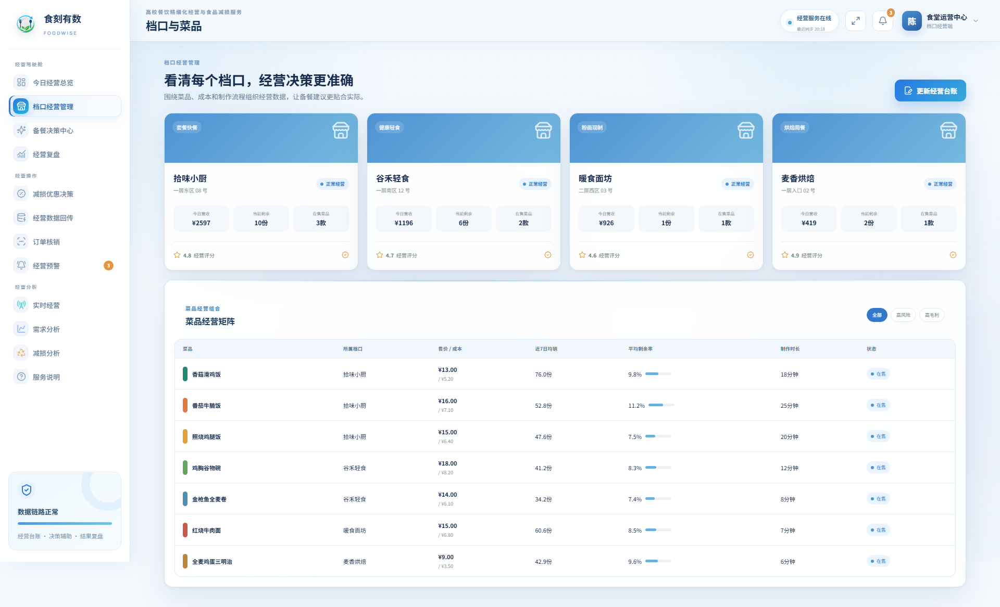 食刻有数
FOODWISE
经营驾驶舱
今日经营总览
档口经营管理
备餐决策中心
经营复盘
经营操作
减损优惠决策
经营数据回传
订单核销
经营预警
3
经营分析
实时经营
需求分析
减损分析
服务说明
数据链路正常
经营台账 · 决策辅助 · 结果复盘
高校餐饮精细化经营与食品减损服务
档口与菜品
经营服务在线
最近同步 20:18
3
陈
食堂运营中心
档口经营端
档口经营管理
看清每个档口，经营决策更准确
围绕菜品、成本和制作流程组织经营数据，让备餐建议更贴合实际。
更新经营台账
套餐快餐
拾味小厨
一层东区 08 号
正常经营
今日营收
¥2597
当前剩余
10份
在售菜品
3款
4.8 经营评分
健康轻食
谷禾轻食
一层南区 12 号
正常经营
今日营收
¥1196
当前剩余
6份
在售菜品
2款
4.7 经营评分
粉面现制
暖食面坊
二层西区 03 号
正常经营
今日营收
¥926
当前剩余
1份
在售菜品
1款
4.6 经营评分
烘焙简餐
麦香烘焙
一层入口 02 号
正常经营
今日营收
¥419
当前剩余
2份
在售菜品
1款
4.9 经营评分
菜品经营组合
菜品经营矩阵
全部
高风险
高毛利
菜品 所属档口 售价 / 成本 近7日均销 平均剩余率 制作时长 状态
香菇滑鸡饭 拾味小厨 ¥13.00 / ¥5.20 76.0份 9.8% 18分钟 在售
番茄牛腩饭 拾味小厨 ¥16.00 / ¥7.10 52.8份 11.2% 25分钟 在售
照烧鸡腿饭 拾味小厨 ¥15.00 / ¥6.40 47.6份 7.5% 20分钟 在售
鸡胸谷物碗 谷禾轻食 ¥18.00 / ¥8.20 41.2份 8.3% 12分钟 在售
金枪鱼全麦卷 谷禾轻食 ¥14.00 / ¥6.10 34.2份 7.4% 8分钟 在售
红烧牛肉面 暖食面坊 ¥15.00 / ¥6.80 60.6份 8.5% 7分钟 在售
全麦鸡蛋三明治 麦香烘焙 ¥9.00 / ¥3.50 42.9份 9.6% 6分钟 在售